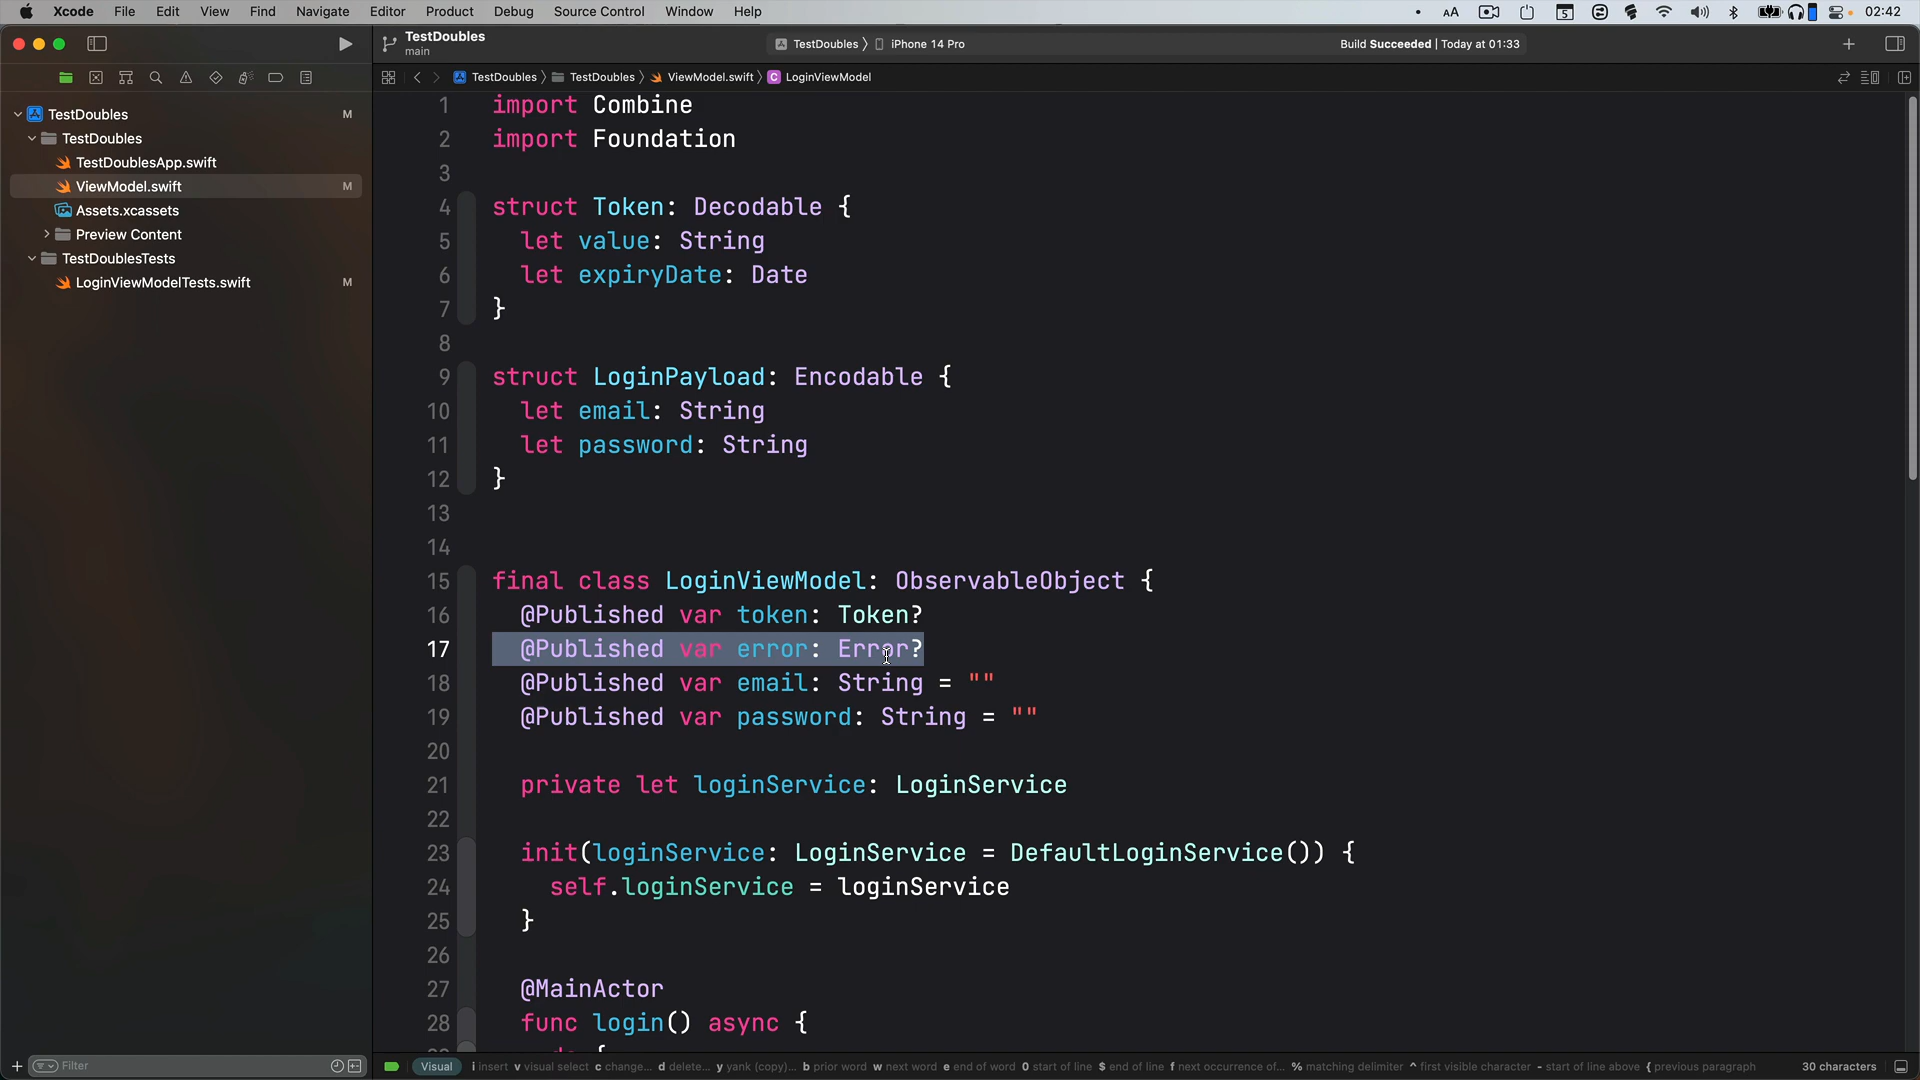 Xcode File Edit View Find Navigate Editor Product Debug Source Control Window Help 5 02:42
TestDoubles
main
TestDoubles iPhone 14 Pro
Build Succeeded | Today at 01:33
TestDoubles TestDoubles ViewModel.swift C LoginViewModel
TestDoubles M
TestDoubles
TestDoublesApp.swift
ViewModel.swift M
Assets.xcassets
Preview Content
TestDoublesTests
LoginViewModelTests.swift M
1 import Combine
2 import Foundation
3
4 struct Token: Decodable {
5 let value: String
6 let expiryDate: Date
7 }
8
9 struct LoginPayload: Encodable {
10 let email: String
11 let password: String
12 }
13
14
15 final class LoginViewModel: ObservableObject {
16 @Published var token: Token?
17 @Published var error: Error?
18 @Published var email: String = ""
19 @Published var password: String = ""
20
21 private let loginService: LoginService
22
23 init(loginService: LoginService = DefaultLoginService()) {
24 self.loginService = loginService
25 }
26
27 @MainActor
28 func login() async {
Filter
Visual i insert v visual select c change... d delete... y yank (copy)... b prior word w next word e end of word 0 start of line $ end of line f next occurrence of... % matching delimiter ^ first visible character - start of line above { previous paragraph 30 characters